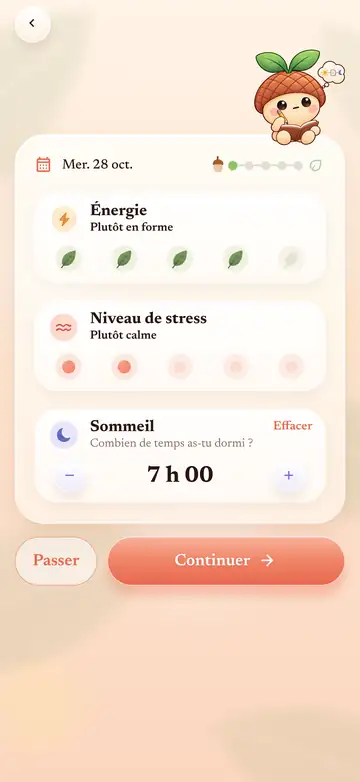 Mer. 28 oct.
Énergie
Plutôt en forme
Niveau de stress
Plutôt calme
Sommeil
Effacer
Combien de temps as-tu dormi ?
− 7 h 00 +
Passer
Continuer →